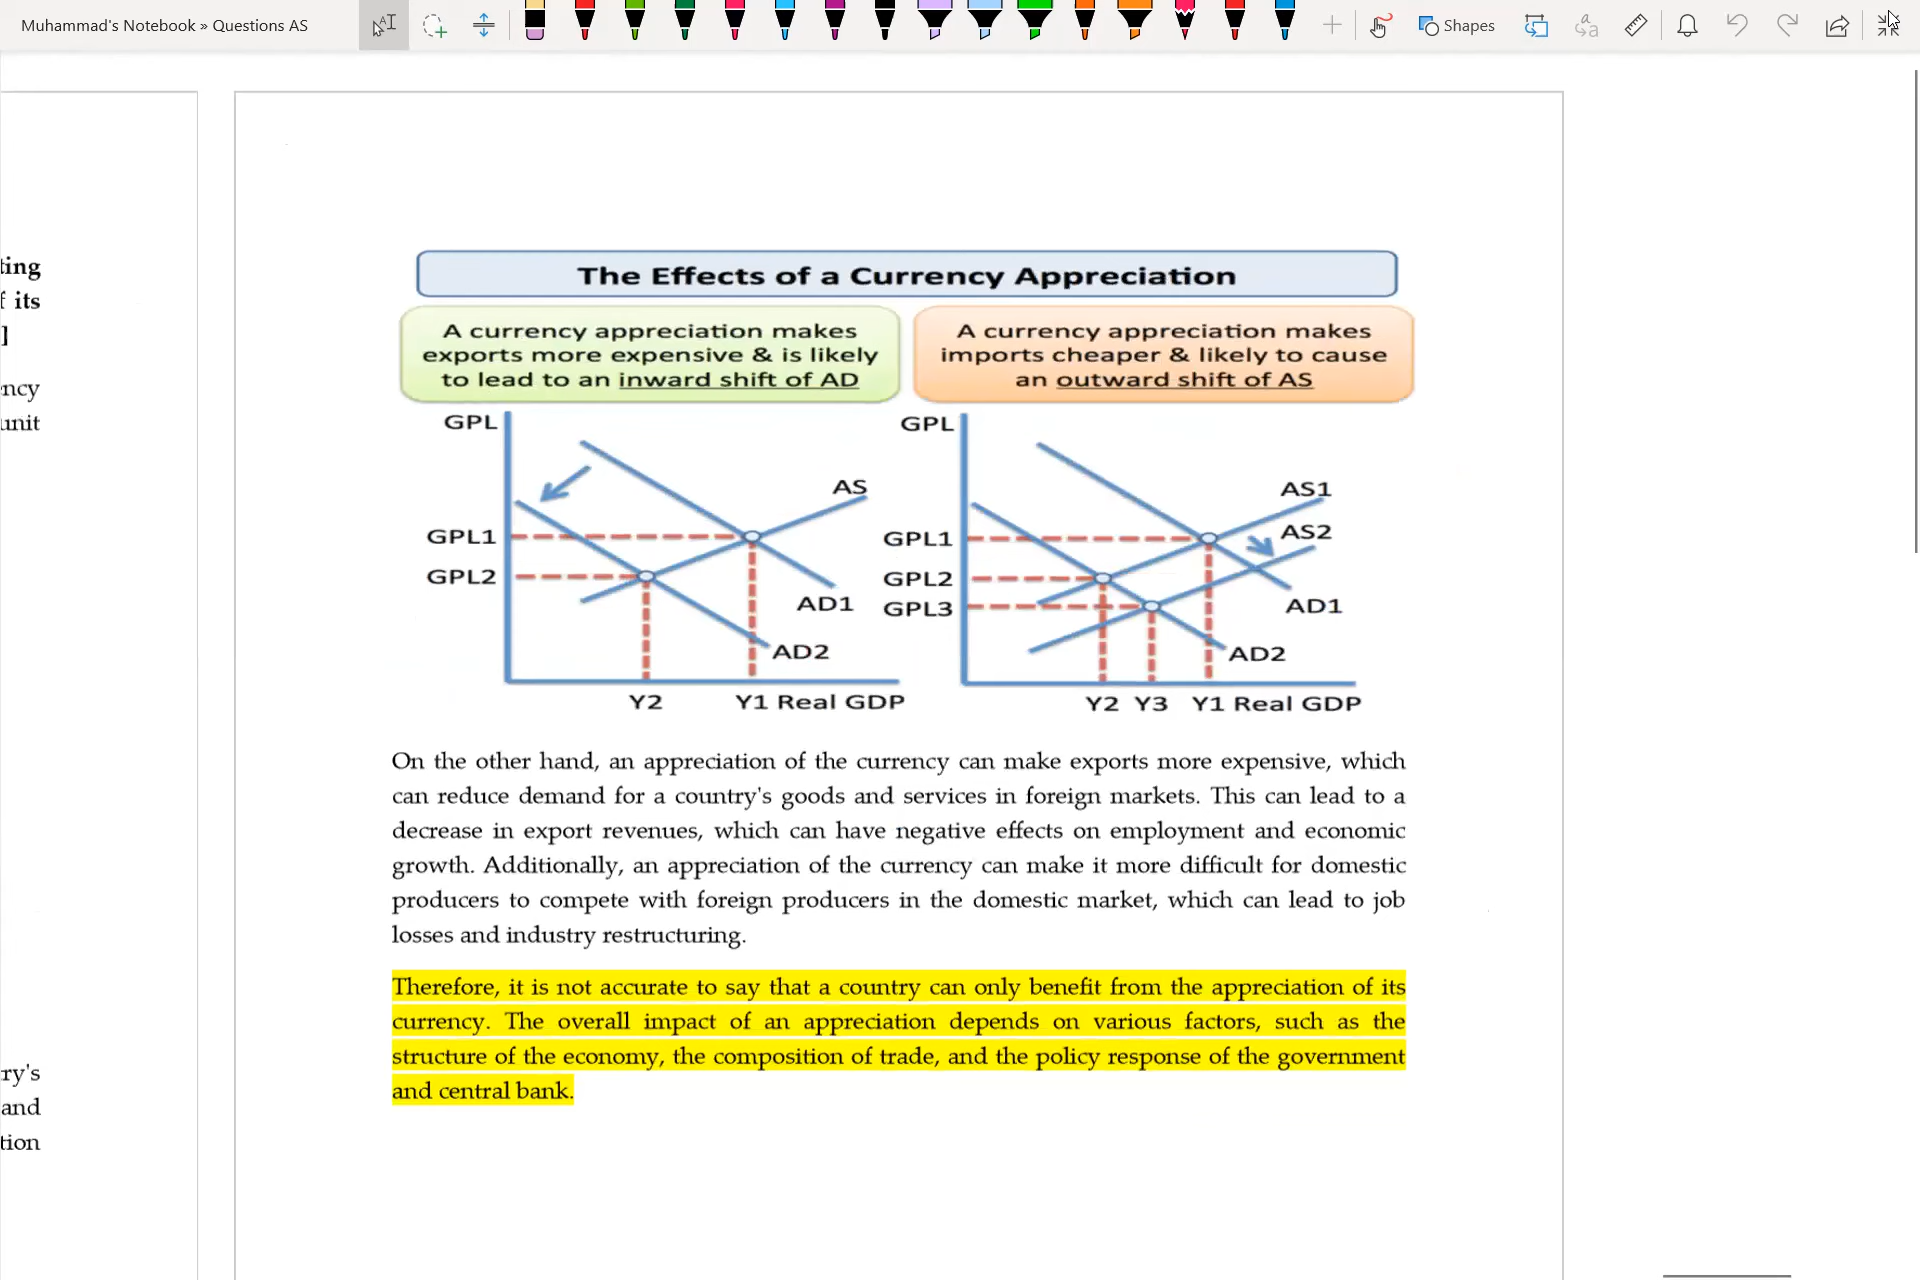 Muhammad's Notebook » Questions AS
Shapes
ting
f its
]
ncy
unit
ry's
and
tion
The Effects of a Currency Appreciation
A currency appreciation makes
exports more expensive & is likely
to lead to an inward shift of AD
A currency appreciation makes
imports cheaper & likely to cause
an outward shift of AS
GPL
AS
GPL1
GPL2
AD1
AD2
Y2
Y1 Real GDP
GPL
AS1
AS2
GPL1
GPL2
GPL3
AD1
AD2
Y2 Y3 Y1 Real GDP
On the other hand, an appreciation of the currency can make exports more expensive, which
can reduce demand for a country's goods and services in foreign markets. This can lead to a
decrease in export revenues, which can have negative effects on employment and economic
growth. Additionally, an appreciation of the currency can make it more difficult for domestic
producers to compete with foreign producers in the domestic market, which can lead to job
losses and industry restructuring.
Therefore, it is not accurate to say that a country can only benefit from the appreciation of its
currency. The overall impact of an appreciation depends on various factors, such as the
structure of the economy, the composition of trade, and the policy response of the government
and central bank.